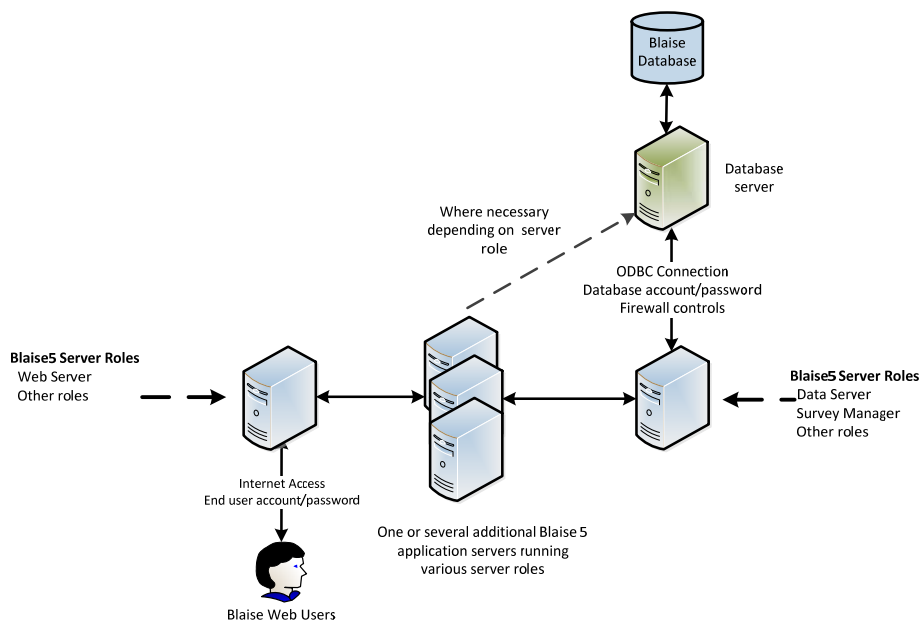 Blaise
Database
Database
server
Where necessary
depending on server
role
ODBC Connection
Database account/password
Firewall controls
Blaise5 Server Roles
Web Server
Other roles
Blaise5 Server Roles
Data Server
Survey Manager
Other roles
Internet Access
End user account/password
One or several additional Blaise 5
application servers running
various server roles
Blaise Web Users